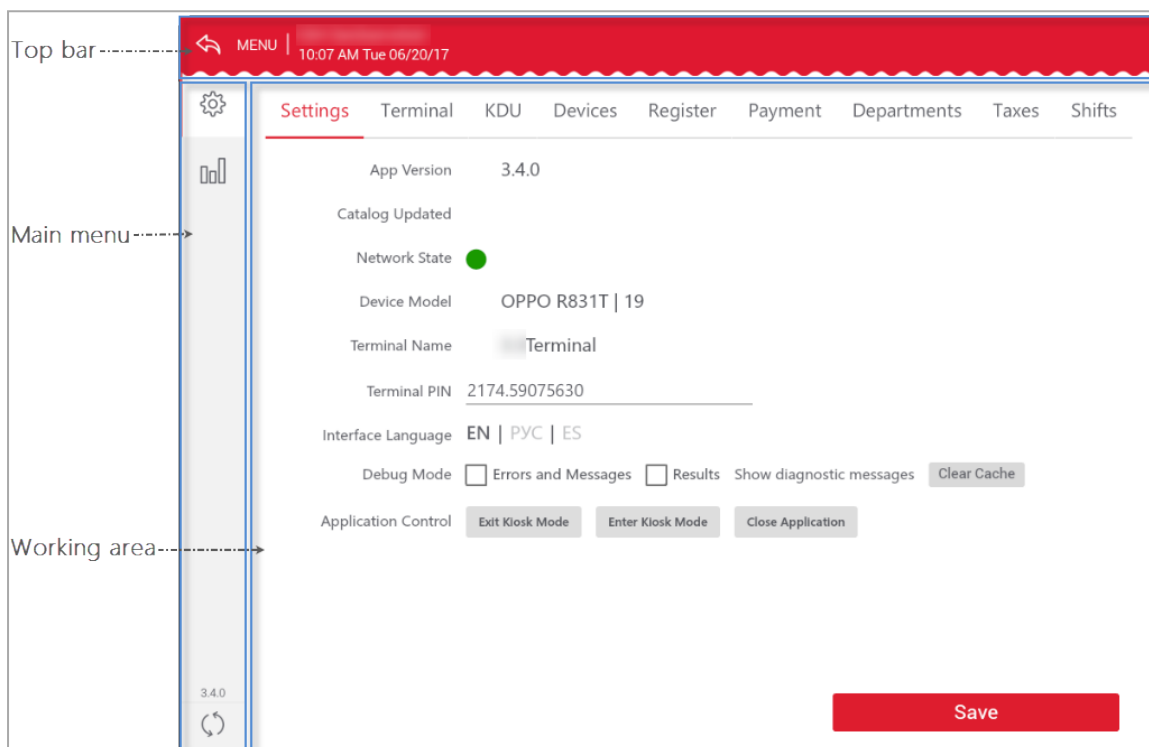 Top bar
MENU
10:07 AM Tue 06/20/17
Main menu
Working area
Settings Terminal KDU Devices Register Payment Departments Taxes Shifts
App Version 3.4.0
Catalog Updated
Network State
Device Model OPPO R831T | 19
Terminal Name Terminal
Terminal PIN 2174.59075630
Interface Language EN | РУС | ES
Debug Mode Errors and Messages Results Show diagnostic messages Clear Cache
Application Control Exit Kiosk Mode Enter Kiosk Mode Close Application
3.4.0
Save